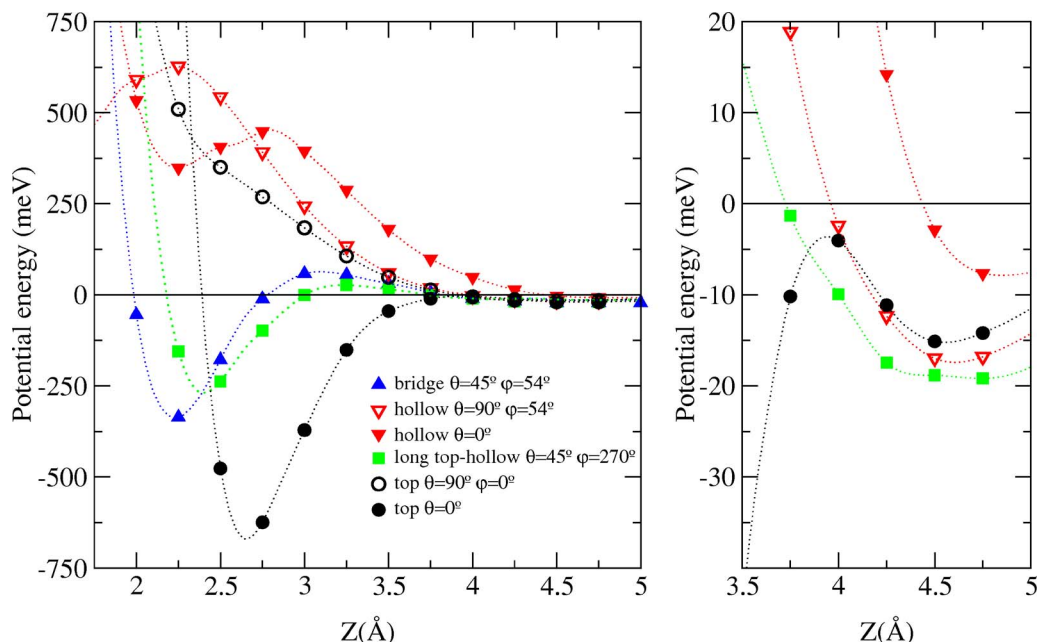 750
500
250
0
-250
-500
-750
Potential energy (meV)
2
2.5
3
3.5
4
4.5
5
Z(Å)
bridge θ=45º φ=54º
hollow θ=90º φ=54º
hollow θ=0º
long top-hollow θ=45º φ=270º
top θ=90º φ=0º
top θ=0º
20
10
0
-10
-20
-30
Potential energy (meV)
3.5
4
4.5
5
Z(Å)